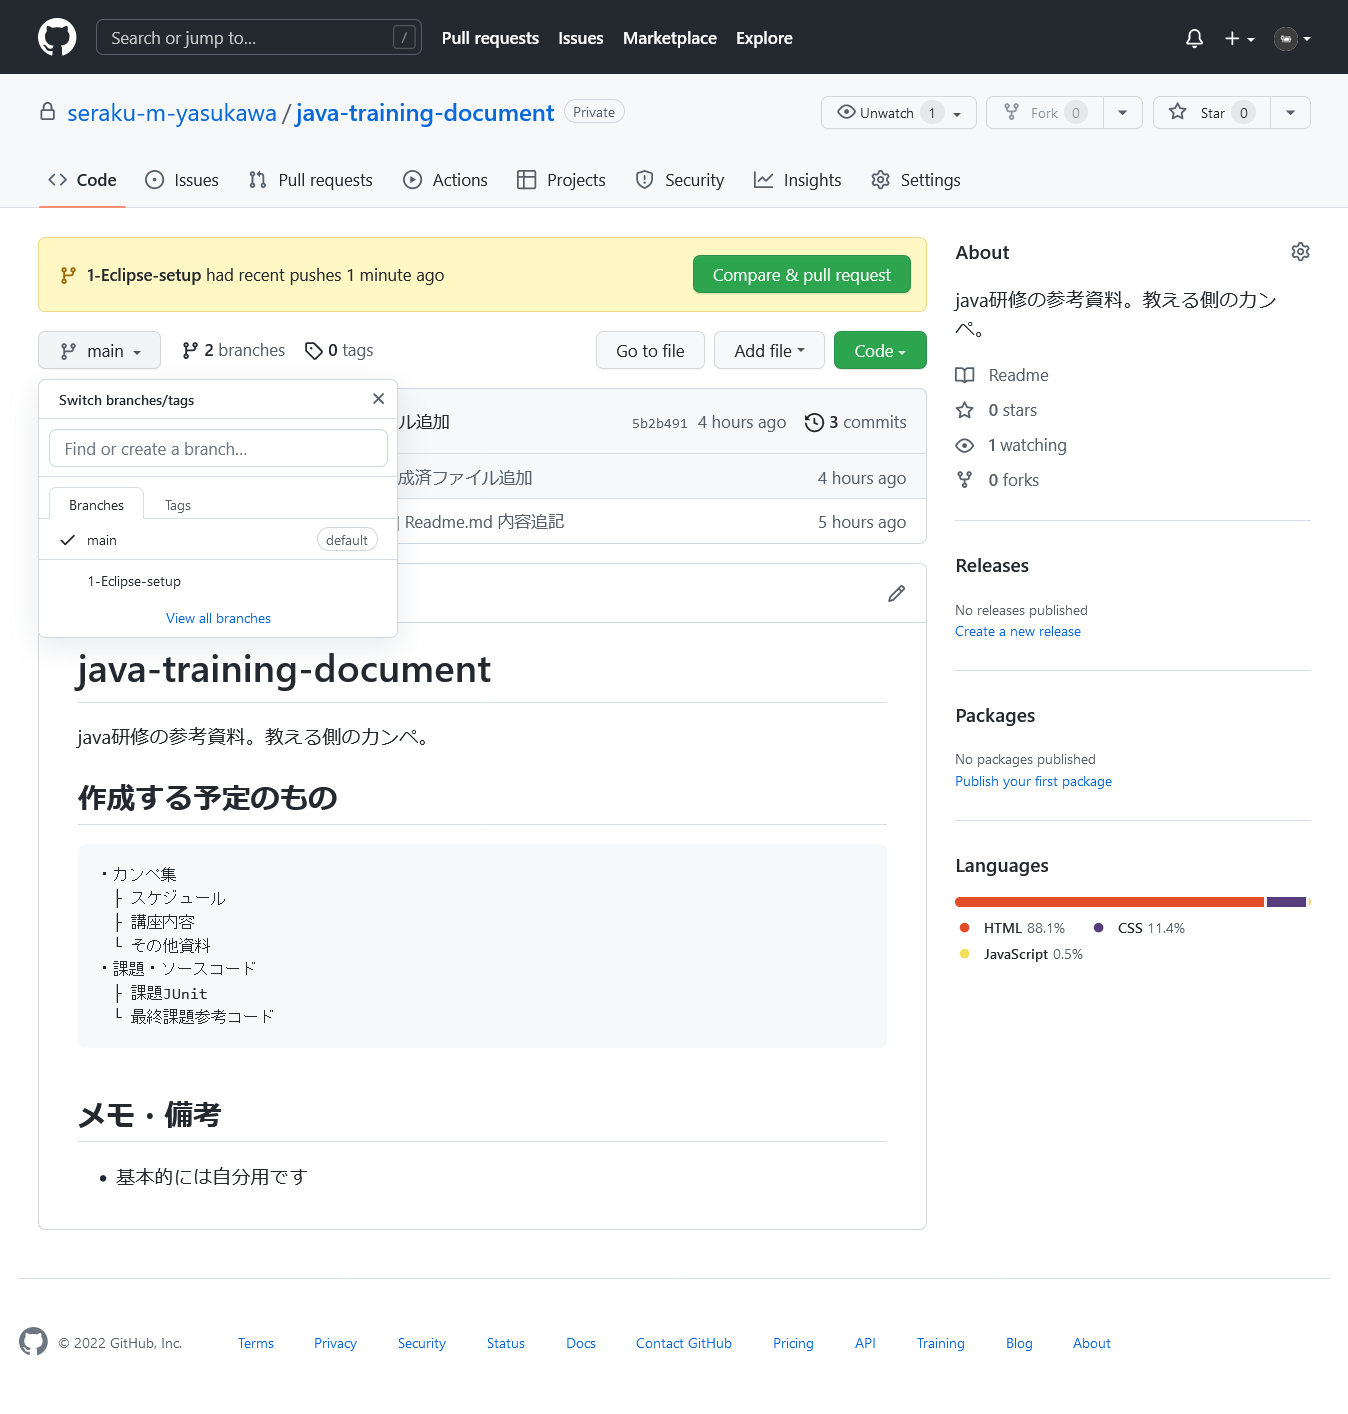 Search or jump to... /
Pull requests Issues Marketplace Explore
seraku-m-yasukawa / java-training-document Private
Unwatch 1 Fork 0 Star 0
Code Issues Pull requests Actions Projects Security Insights Settings
1-Eclipse-setup had recent pushes 1 minute ago
Compare & pull request
main 2 branches 0 tags
Go to file Add file Code
Switch branches/tags
Find or create a branch...
Branches Tags
main default
1-Eclipse-setup
View all branches
ル追加 5b2b491 4 hours ago 3 commits
成済ファイル追加 4 hours ago
Readme.md 内容追記 5 hours ago
java-training-document
java研修の参考資料。教える側のカンペ。
作成する予定のもの
・カンペ集
├ スケジュール
├ 講座内容
└ その他資料
・課題・ソースコード
├ 課題JUnit
└ 最終課題参考コード
メモ・備考
• 基本的には自分用です
About
java研修の参考資料。教える側のカン
ペ。
Readme
0 stars
1 watching
0 forks
Releases
No releases published
Create a new release
Packages
No packages published
Publish your first package
Languages
HTML 88.1% CSS 11.4%
JavaScript 0.5%
© 2022 GitHub, Inc. Terms Privacy Security Status Docs Contact GitHub Pricing API Training Blog About